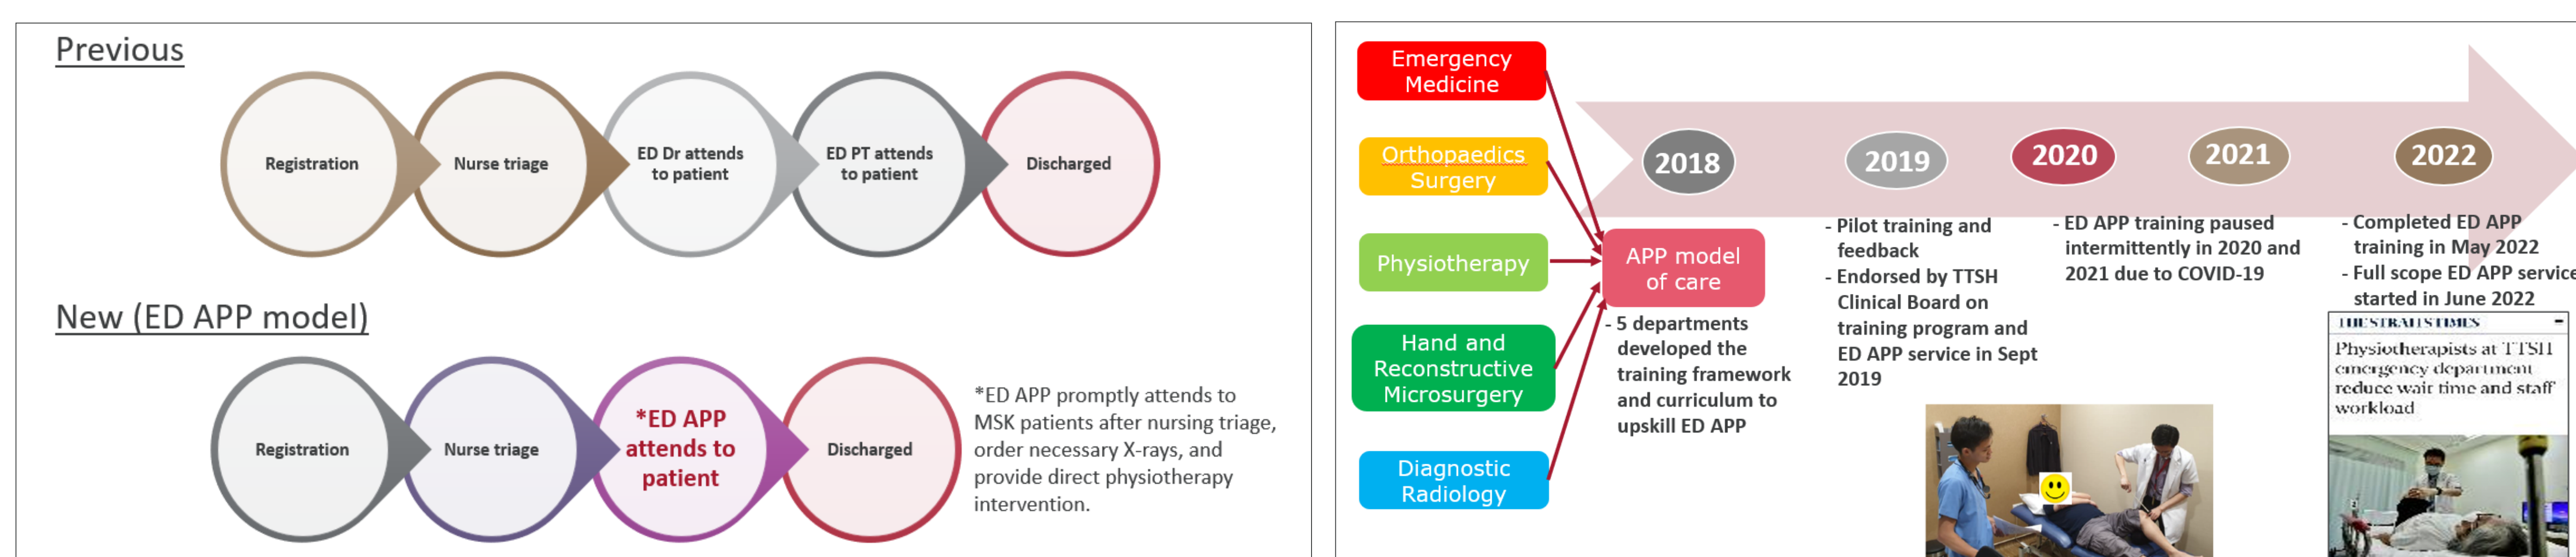 Previous
Registration
Nurse triage
ED Dr attends
to patient
ED PT attends
to patient
Discharged
New (ED APP model)
Registration
Nurse triage
*ED APP
attends to
patient
Discharged
*ED APP promptly attends to
MSK patients after nursing triage,
order necessary X-rays, and
provide direct physiotherapy
intervention.
Emergency
Medicine
Orthopaedics
Surgery
Physiotherapy
Hand and
Reconstructive
Microsurgery
Diagnostic
Radiology
APP model
of care
2018
- 5 departments
developed the
training framework
and curriculum to
upskill ED APP
2019
- Pilot training and
feedback
- Endorsed by TTSH
Clinical Board on
training program and
ED APP service in Sept
2019
2020
2021
- ED APP training paused
intermittently in 2020 and
2021 due to COVID-19
2022
- Completed ED APP
training in May 2022
- Full scope ED APP service
started in June 2022
THE STRAITS TIMES
Physiotherapists at TTSH
emergency department
reduce wait time and staff
workload